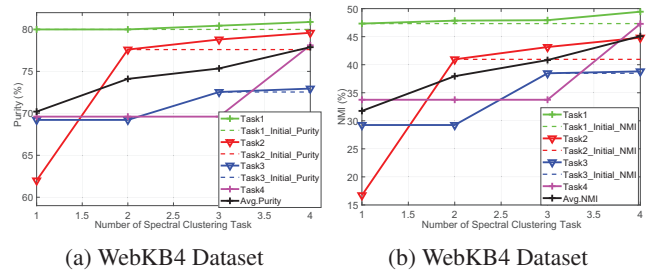 80
75
70
65
60
Purity (%)
Task1
Task1_Initial_Purity
Task2
Task2_Initial_Purity
Task3
Task3_Initial_Purity
Task4
Avg.Purity
1 1.5 2 2.5 3 3.5 4
Number of Spectral Clustering Task
(a) WebKB4 Dataset
50
45
40
35
30
25
20
15
NMI (%)
Task1
Task1_Initial_NMI
Task2
Task2_Initial_NMI
Task3
Task3_Initial_NMI
Task4
Avg.NMI
1 1.5 2 2.5 3 3.5 4
Number of Spectral Clustering Task
(b) WebKB4 Dataset